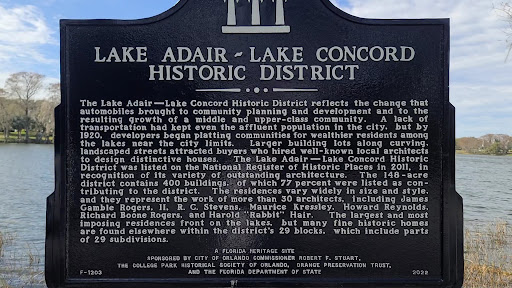 LAKE ADAIR ~ LAKE CONCORD
HISTORIC DISTRICT
The Lake Adair — Lake Concord Historic District reflects the change that
automobiles brought to community planning and development and to the
resulting growth of a middle and upper-class community. A lack of
transportation had kept even the affluent population in the city, but by
1920, developers began platting communities for wealthier residents among
the lakes near the city limits. Larger building lots along curving,
landscaped streets attracted buyers who hired well-known local architects
to design distinctive houses. The Lake Adair — Lake Concord Historic
District was listed on the National Register of Historic Places in 2011, in
recognition of its variety of outstanding architecture. The 148-acre
district contains 400 buildings, of which 77 percent were listed as con-
tributing to the district. The residences vary widely in size and style,
and they represent the work of more than 30 architects, including James
Gamble Rogers, II, R. C. Stevens, Maurice Kressley, Howard Reynolds,
Richard Boone Rogers, and Harold "Rabbit" Hair. The largest and most
imposing residences front on the lakes, but many fine historic homes
are found elsewhere within the district's 29 blocks, which include parts
of 29 subdivisions.
A FLORIDA HERITAGE SITE
SPONSORED BY CITY OF ORLANDO COMMISSIONER ROBERT F. STUART,
THE COLLEGE PARK HISTORICAL SOCIETY OF ORLANDO, ORANGE PRESERVATION TRUST,
F-1203 AND THE FLORIDA DEPARTMENT OF STATE 2022